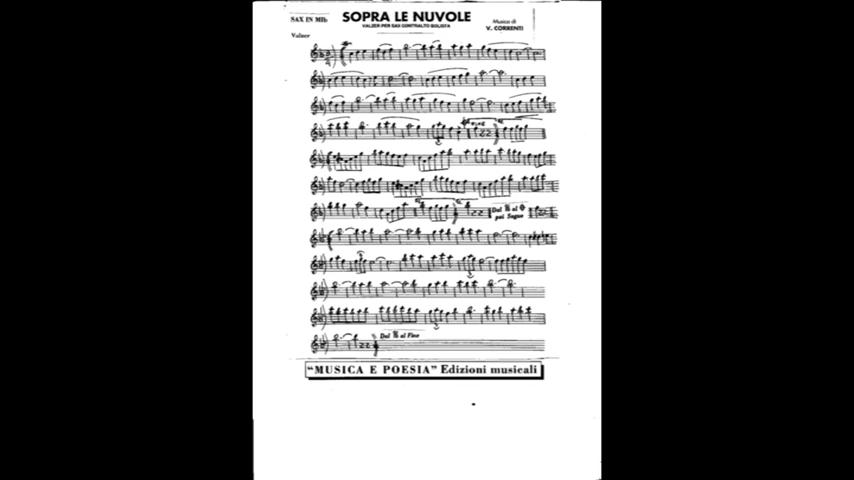 SAX IN MIb
SOPRA LE NUVOLE
VALZER PER SAX CONTRALTO SOLISTA
Musica di
V. CORRENTI
Valzer
Fine
Dal 𝄋 al 𝄌
poi Segue
Dal 𝄋 al Fine
"MUSICA E POESIA" Edizioni musicali